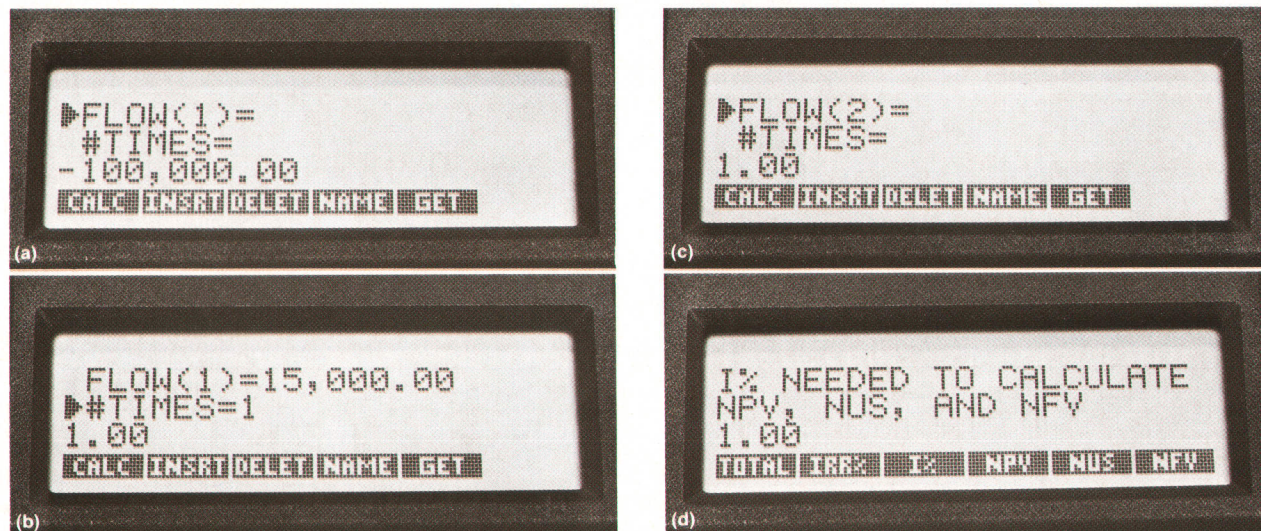 ▶FLOW(1)=
#TIMES=
-100,000.00
CALC INSRT DELET NAME GET
(a)
FLOW(1)=15,000.00
▶#TIMES=1
1.00
CALC INSRT DELET NAME GET
(b)
▶FLOW(2)=
#TIMES=
1.00
CALC INSRT DELET NAME GET
(c)
I% NEEDED TO CALCULATE
NPV, NUS, AND NFV
1.00
TOTAL IRR% I% NPV NUS NFV
(d)